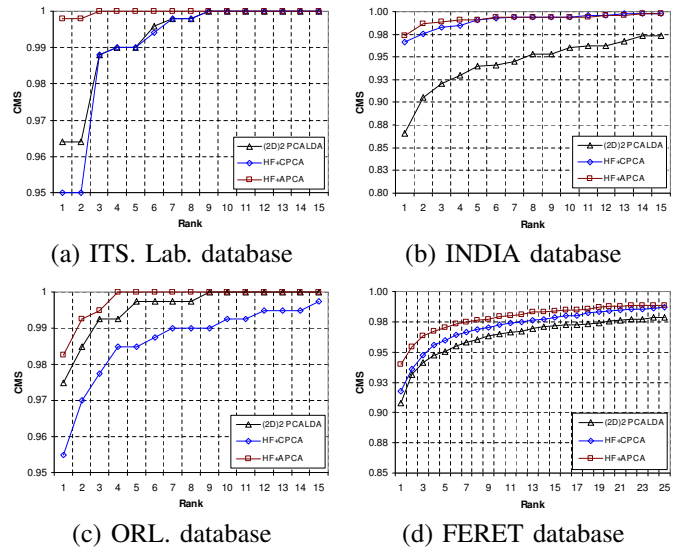 1
0.99
0.98
0.97
0.96
0.95
CMS
(2D)2 PCALDA
HF+CPCA
HF+APCA
1 2 3 4 5 6 7 8 9 10 11 12 13 14 15
Rank
(a) ITS. Lab. database
1.00
0.98
0.95
0.93
0.90
0.88
0.85
0.83
0.80
CMS
(2D)2 PCALDA
HF+CPCA
HF+APCA
1 2 3 4 5 6 7 8 9 10 11 12 13 14 15
Rank
(b) INDIA database
1
0.99
0.98
0.97
0.96
0.95
CMS
(2D)2 PCALDA
HF+CPCA
HF+APCA
1 2 3 4 5 6 7 8 9 10 11 12 13 14 15
Rank
(c) ORL. database
1.00
0.98
0.95
0.93
0.90
0.88
0.85
CMS
(2D)2 PCALDA
HF+CPCA
HF+APCA
1 3 5 7 9 11 13 15 17 19 21 23 25
Rank
(d) FERET database